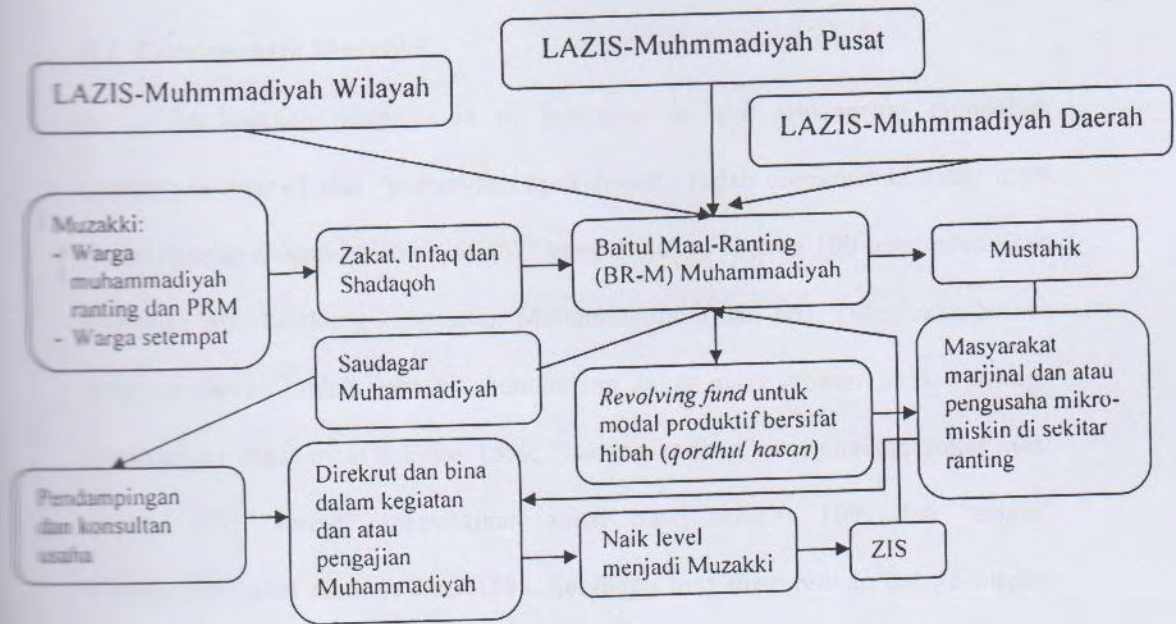 LAZIS-Muhmmadiyah Pusat
LAZIS-Muhmmadiyah Wilayah
LAZIS-Muhmmadiyah Daerah
Muzakki:
- Warga
muhammadiyah
ranting dan PRM
- Warga setempat
Zakat. Infaq dan
Shadaqoh
Baitul Maal-Ranting
(BR-M) Muhammadiyah
Mustahik
Saudagar
Muhammadiyah
Revolving fund untuk
modal produktif bersifat
hibah (qordhul hasan)
Masyarakat
marjinal dan atau
pengusaha mikro-
miskin di sekitar
ranting
Pendampingan
dan konsultan
usaha
Direkrut dan bina
dalam kegiatan
dan atau
pengajian
Muhammadiyah
Naik level
menjadi Muzakki
ZIS